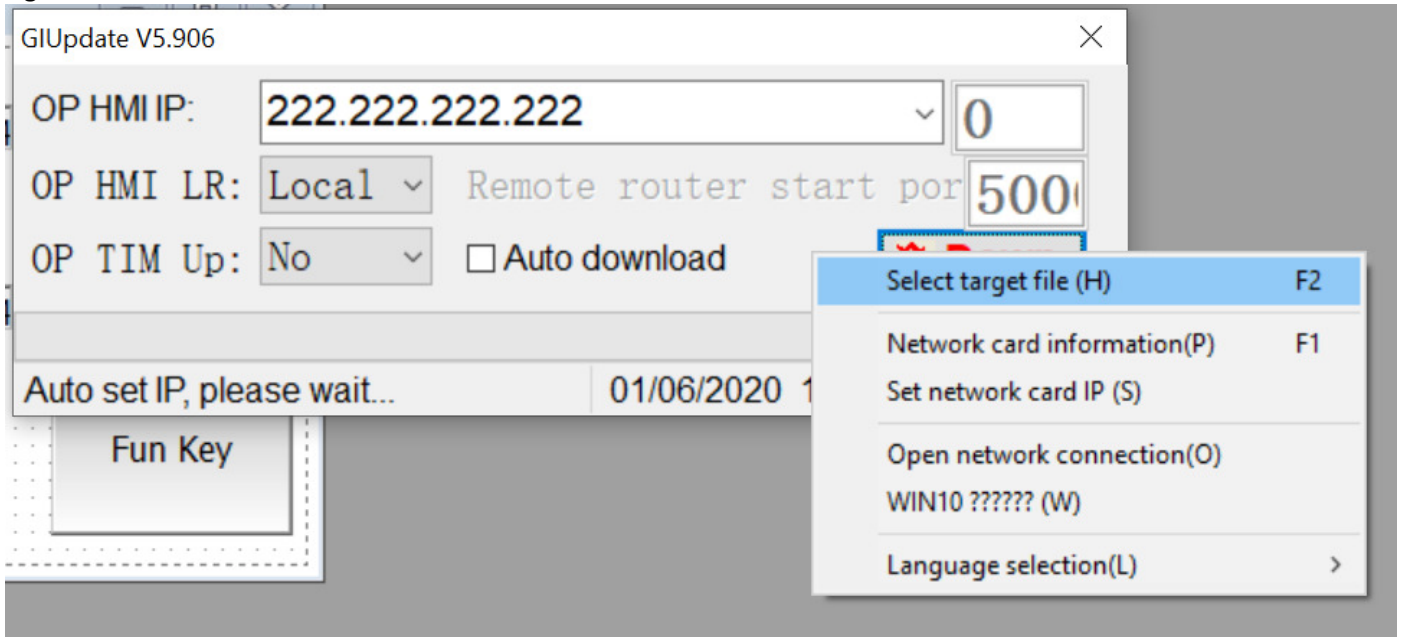 GIUpdate V5.906
OP HMI IP: 222.222.222.222 0
OP HMI LR: Local Remote router start por 500
OP TIM Up: No Auto download
Select target file (H) F2
Network card information(P) F1
Set network card IP (S)
Open network connection(O)
WIN10 ?????? (W)
Language selection(L)
Auto set IP, please wait... 01/06/2020 1
Fun Key